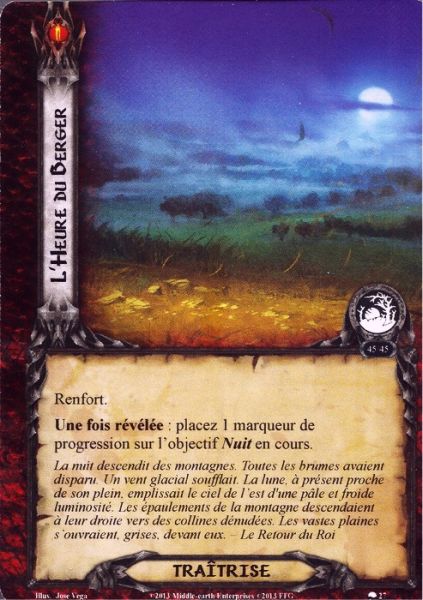 L'Heure du Berger
45-45
Renfort.
Une fois révélée : placez 1 marqueur de
progression sur l'objectif Nuit en cours.
La nuit descendit des montagnes. Toutes les brumes avaient
disparu. Un vent glacial soufflait. La lune, à présent proche
de son plein, emplissait le ciel de l'est d'une pâle et froide
luminosité. Les épaulements de la montagne descendaient
à leur droite vers des collines dénudées. Les vastes plaines
s'ouvraient, grises, devant eux. – Le Retour du Roi
TRAÎTRISE
Illus. Jose Vega
©2013 Middle-earth Enterprises ©2013 FFG
27